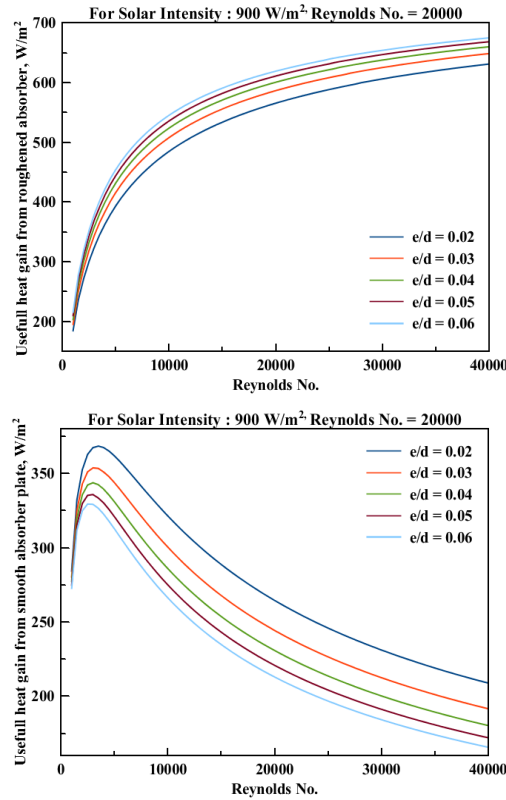 For Solar Intensity : 900 W/m², Reynolds No. = 20000
700
600
500
400
300
200
Usefull heat gain from roughened absorber, W/m²
e/d = 0.02
e/d = 0.03
e/d = 0.04
e/d = 0.05
e/d = 0.06
0 10000 20000 30000 40000
Reynolds No.
For Solar Intensity : 900 W/m², Reynolds No. = 20000
350
300
250
200
Usefull heat gain from smooth absorber plate, W/m²
e/d = 0.02
e/d = 0.03
e/d = 0.04
e/d = 0.05
e/d = 0.06
0 10000 20000 30000 40000
Reynolds No.